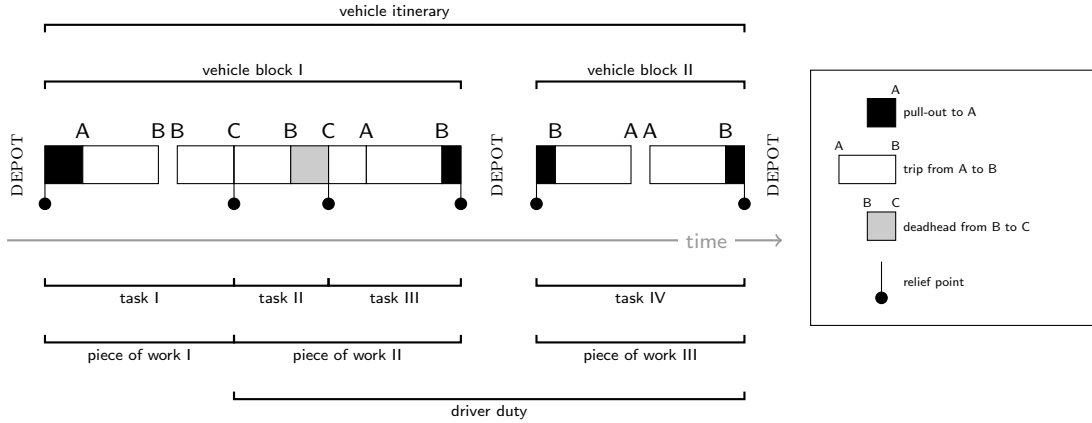 vehicle itinerary
vehicle block I
vehicle block II
DEPOT
A
B B
C
B
C
A
B
DEPOT
B
A A
B
DEPOT
time
task I
task II
task III
task IV
piece of work I
piece of work II
piece of work III
driver duty
A
pull-out to A
A B
trip from A to B
B C
deadhead from B to C
relief point